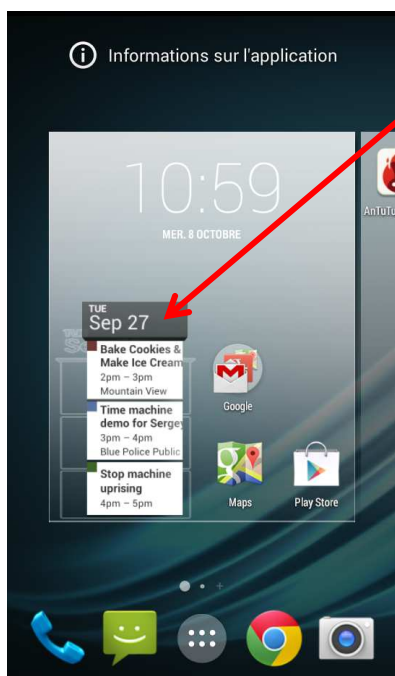 Informations sur l'application
10:59
MER. 8 OCTOBRE
AnTuTu
TUE
Sep 27
Bake Cookies &
Make Ice Cream
2pm – 3pm
Mountain View
Time machine
demo for Sergey
3pm – 4pm
Blue Police Public
Stop machine
uprising
4pm – 5pm
Google
Maps
Play Store